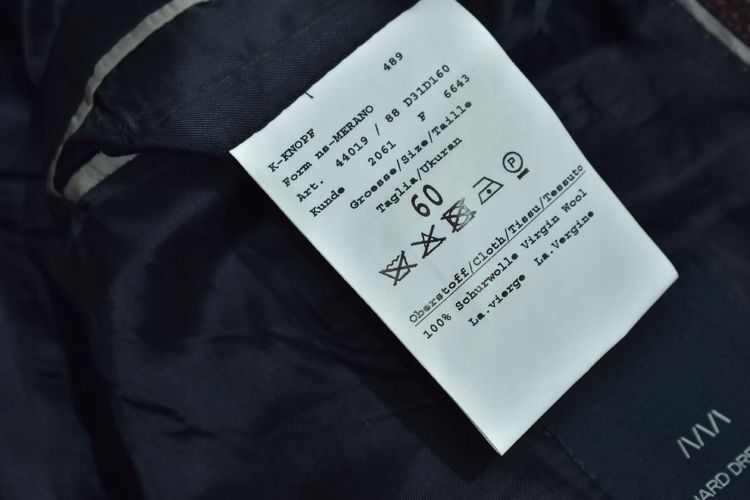 489
K-KNOPF
Form ns-MERANO
Art. 44019 / 88 D31D160
Kunde 2061 F 6643
Groesse/Size/Taille
Taglia/Ukuran
60
P
Oberstoff/Cloth/Tissu/Tessuto
100% Schurwolle Virgin Wool
La.vierge La.Vergine